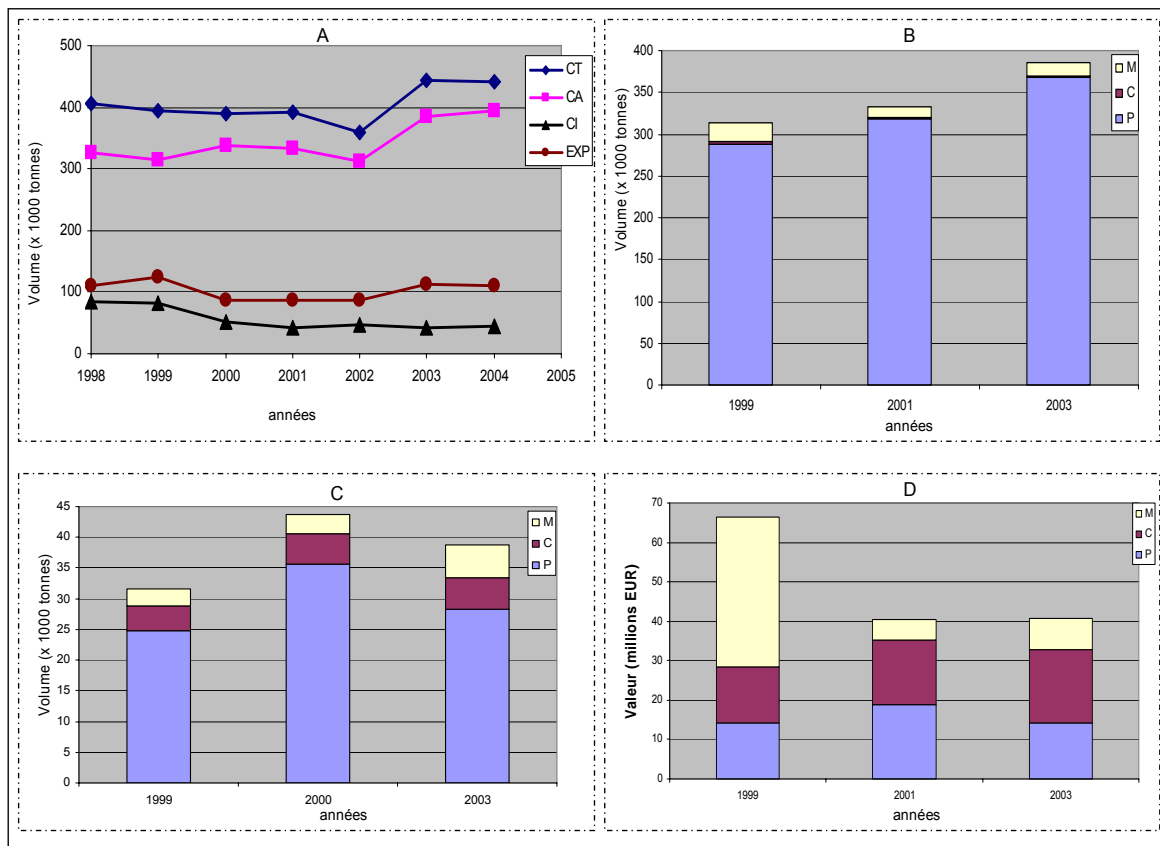 A
500
400
300
200
100
0
Volume (x 1000 tonnes)
1998 1999 2000 2001 2002 2003 2004 2005
années
CT
CA
CI
EXP
B
400
350
300
250
200
150
100
50
0
Volume (x 1000 tonnes)
1999 2001 2003
années
M
C
P
C
45
40
35
30
25
20
15
10
5
0
Volume (x 1000 tonnes)
1999 2000 2003
années
M
C
P
D
70
60
50
40
30
20
10
0
Valeur (millions EUR)
1999 2001 2003
années
M
C
P